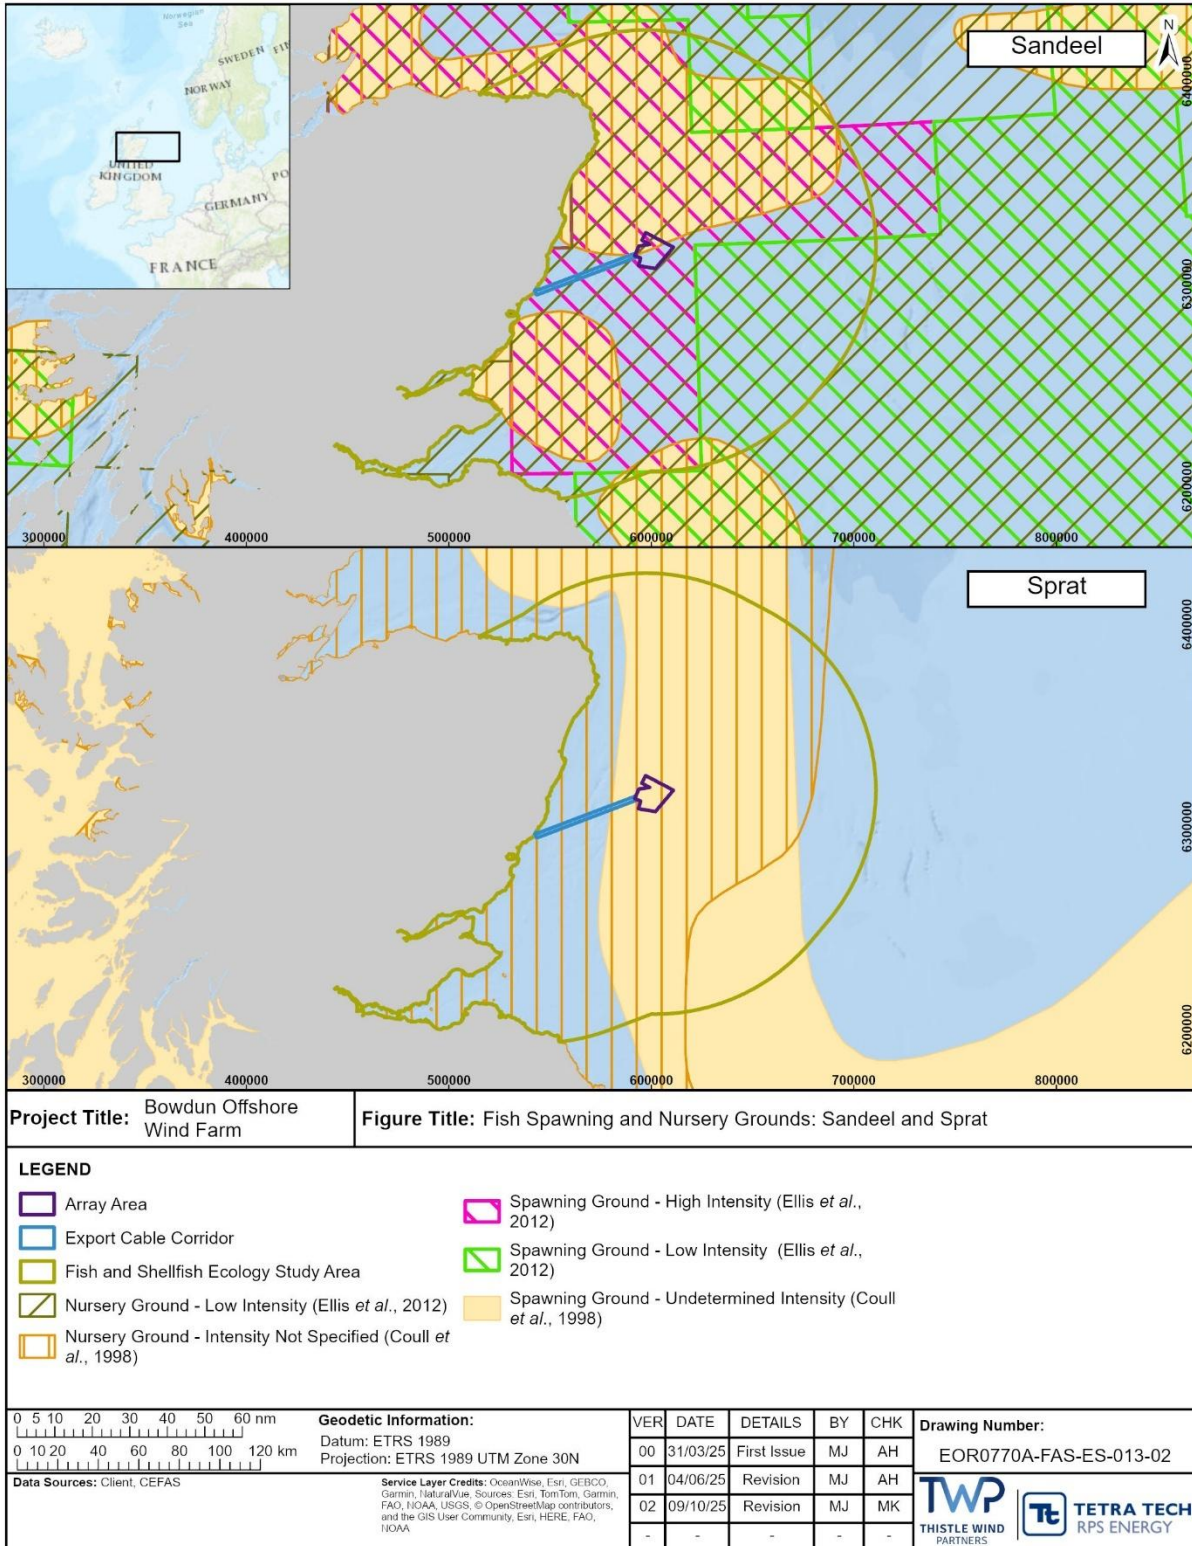 Norwegian
Sea
SWEDEN
FIN
NORWAY
UNITED
KINGDOM
PO
GERMANY
FRANCE
Sandeel
N
6400000
6300000
6200000
300000
400000
500000
600000
700000
800000
Sprat
6400000
6300000
6200000
300000
400000
500000
600000
700000
800000
Project Title: Bowdun Offshore
Wind Farm
Figure Title: Fish Spawning and Nursery Grounds: Sandeel and Sprat
LEGEND
Array Area
Export Cable Corridor
Fish and Shellfish Ecology Study Area
Nursery Ground - Low Intensity (Ellis et al., 2012)
Nursery Ground - Intensity Not Specified (Coull et
al., 1998)
Spawning Ground - High Intensity (Ellis et al.,
2012)
Spawning Ground - Low Intensity (Ellis et al.,
2012)
Spawning Ground - Undetermined Intensity (Coull
et al., 1998)
0 5 10 20 30 40 50 60 nm
0 10 20 40 60 80 100 120 km
Geodetic Information:
Datum: ETRS 1989
Projection: ETRS 1989 UTM Zone 30N
Data Sources: Client, CEFAS
Service Layer Credits: OceanWise, Esri, GEBCO,
Garmin, NaturalVue, Sources: Esri, TomTom, Garmin,
FAO, NOAA, USGS, © OpenStreetMap contributors,
and the GIS User Community, Esri, HERE, FAO,
NOAA
VER DATE DETAILS BY CHK
00 31/03/25 First Issue MJ AH
01 04/06/25 Revision MJ AH
02 09/10/25 Revision MJ MK
- - - - -
Drawing Number:
EOR0770A-FAS-ES-013-02
TWP
THISTLE WIND
PARTNERS
Tt
TETRA TECH
RPS ENERGY